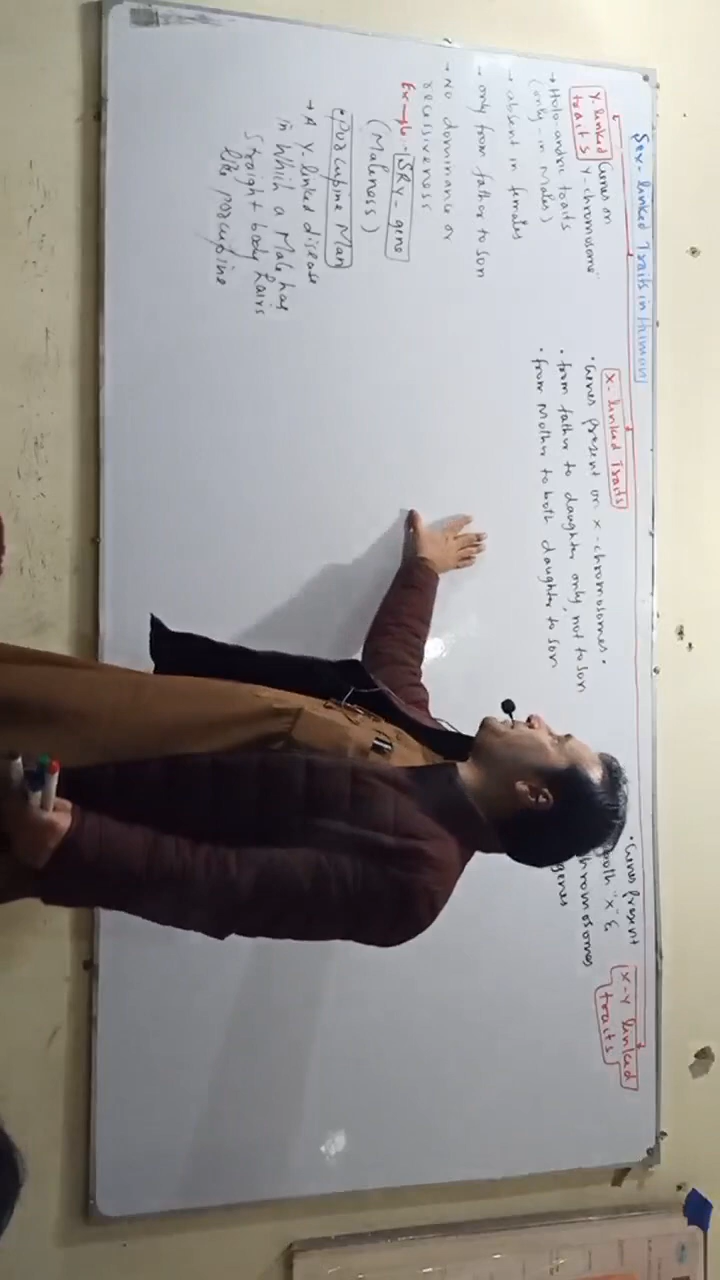 Sex-linked Traits in Human
Y-linked traits
Genes on
Y-chromosome
→ Holo-andric traits
(only-in Males)
→ absent in females
→ only from father to son
→ No dominance or
recessiveness
Example:- SRY-gene
(Maleness)
Porcupine Man
→ A Y-linked disease
in which a Male has
straight body hairs
like porcupine
X-linked Traits
• Genes present on X-chromosomes.
• from father to daughter only, not to son
• from Mother to both daughter to son
X-Y linked
traits
• Genes present
both "X" &
chromosomes
genes